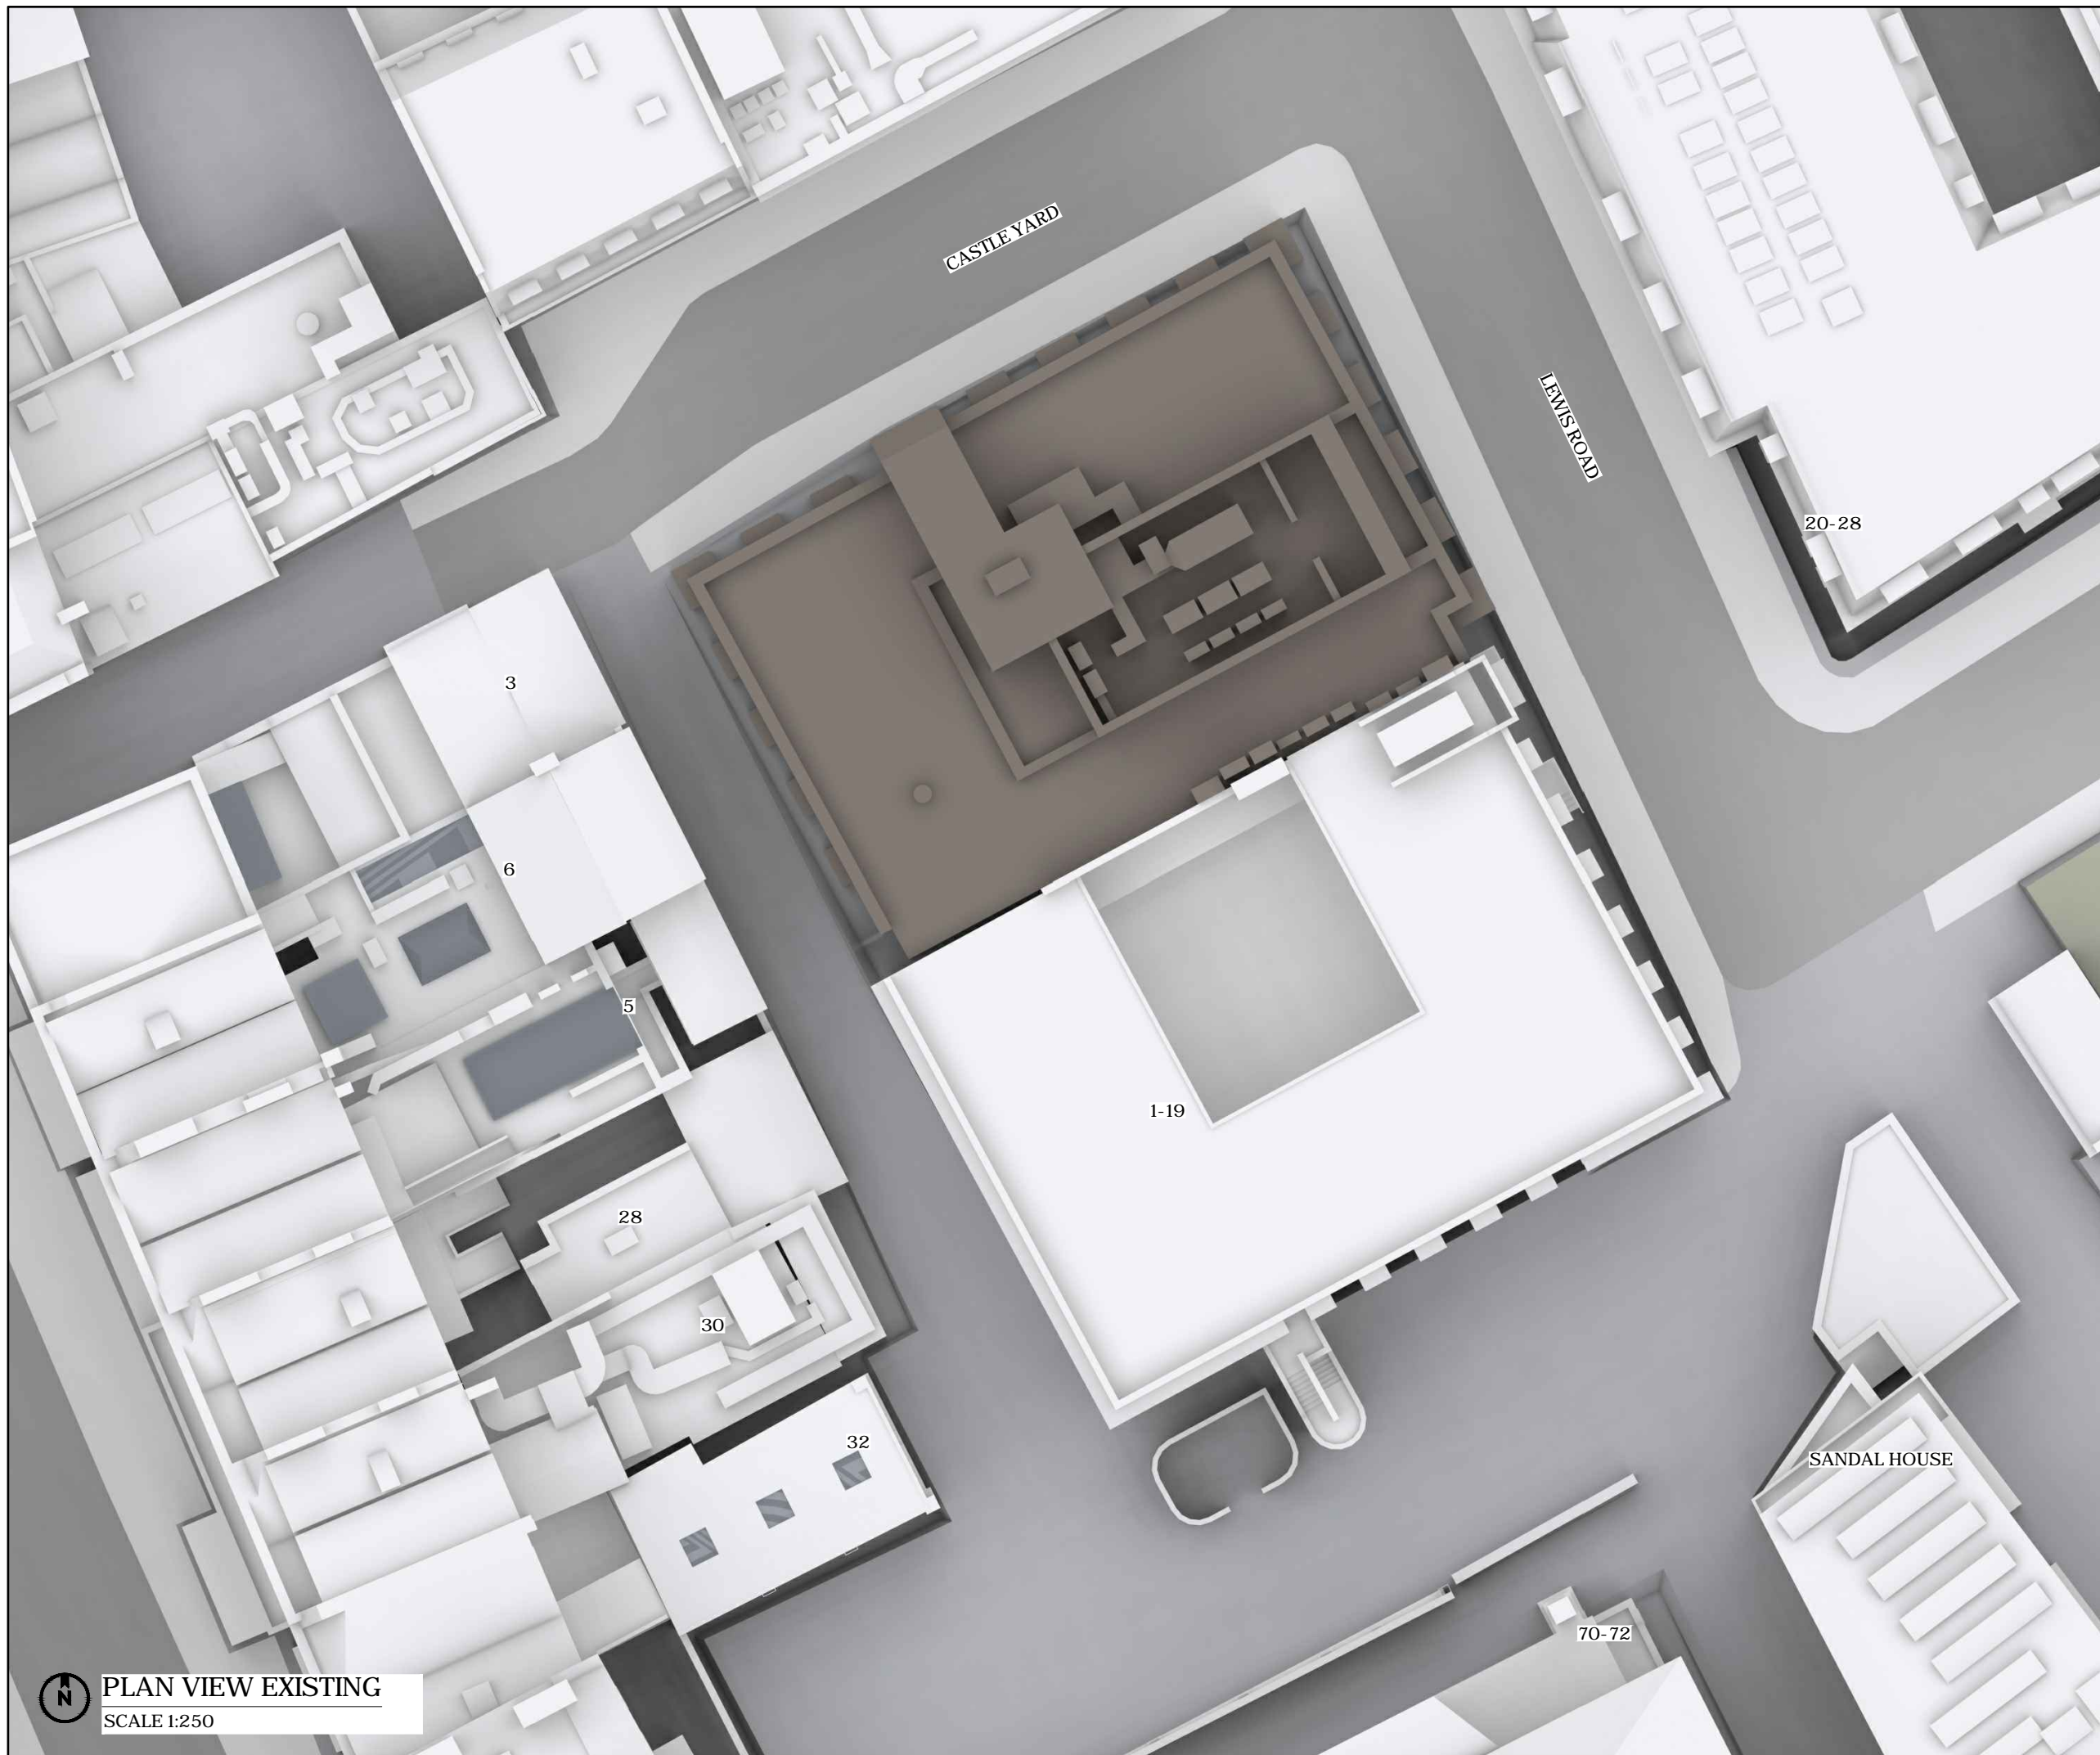 CASTLE YARD
LEWIS ROAD
20-28
3
6
5
1-19
28
30
32
SANDAL HOUSE
70-72
N
PLAN VIEW EXISTING
SCALE 1:250